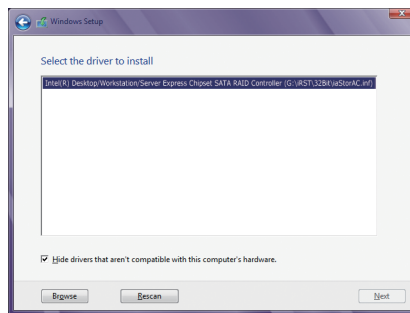 Windows Setup
Select the driver to install
Intel(R) Desktop/Workstation/Server Express Chipset SATA RAID Controller (G:\iRST\32Bit\iaStorAC.inf)
Hide drivers that aren't compatible with this computer's hardware.
Browse
Rescan
Next